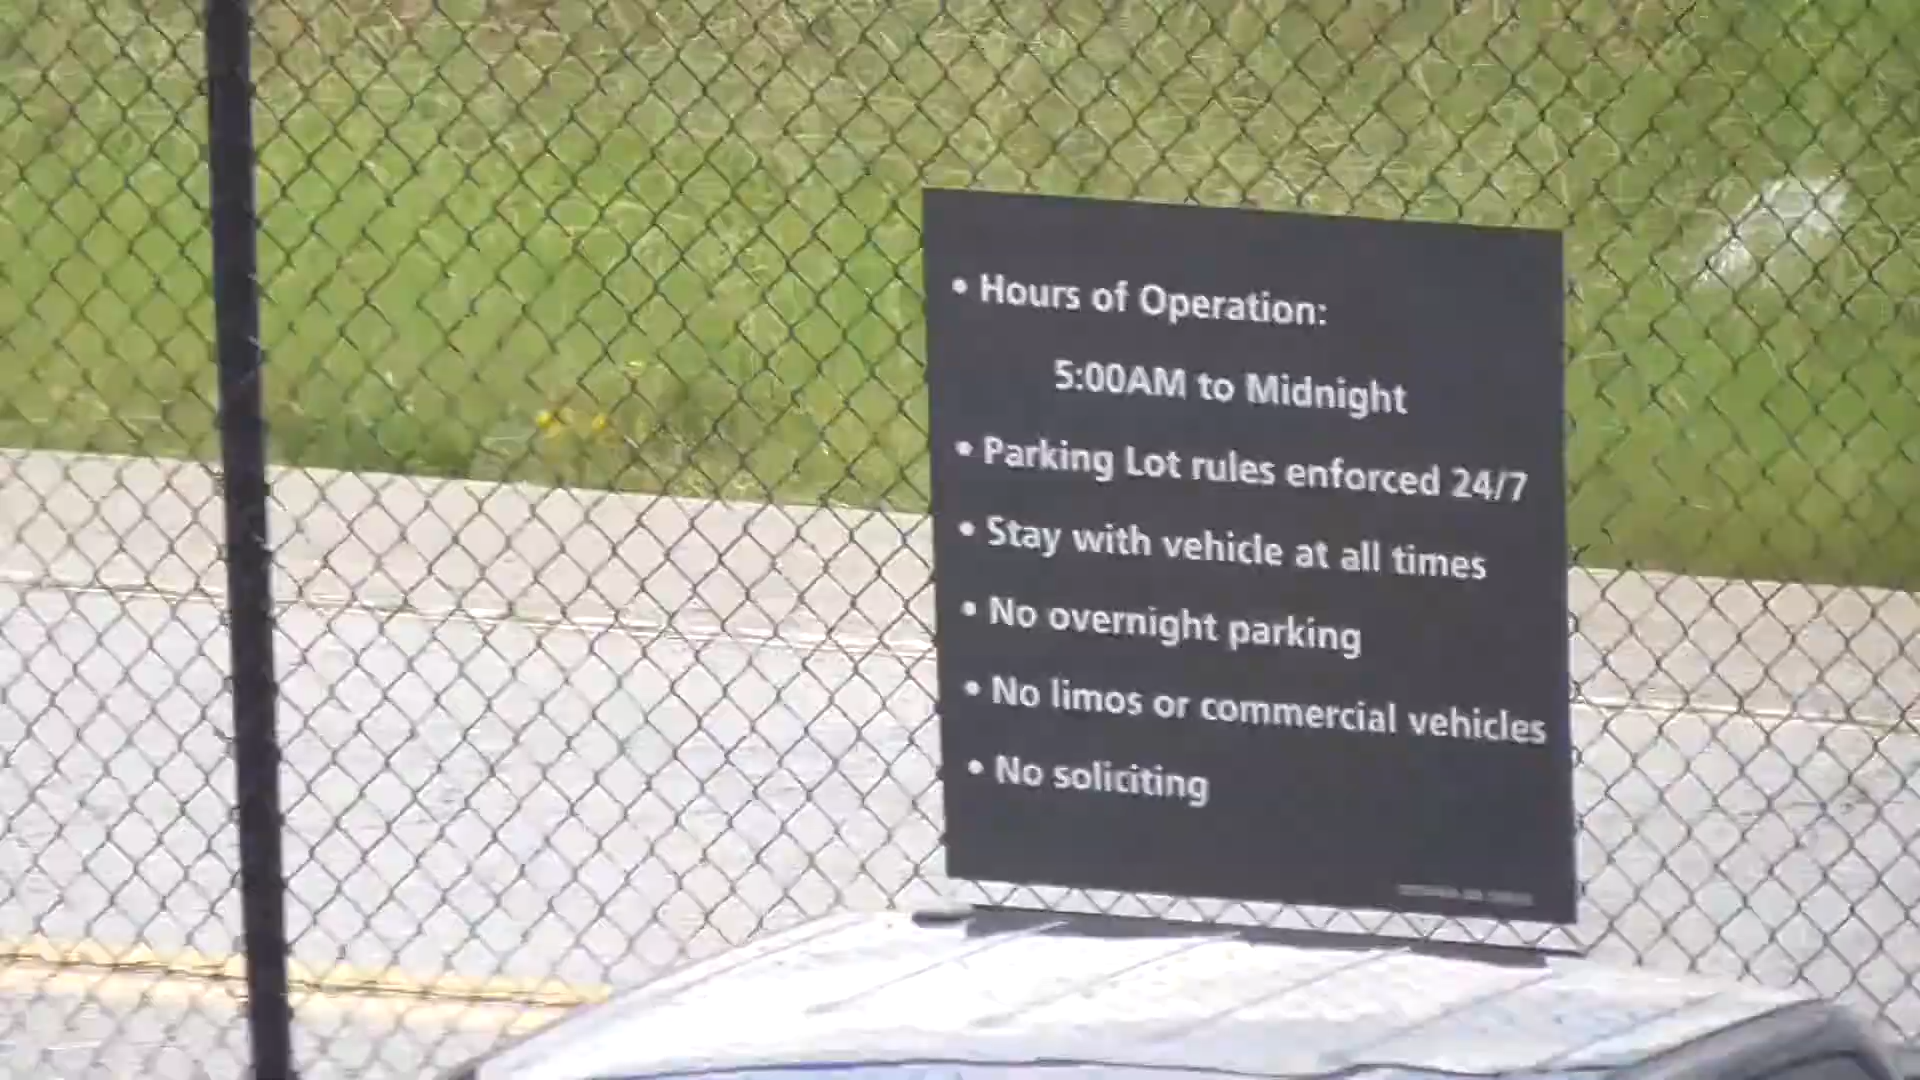 • Hours of Operation:
5:00AM to Midnight
• Parking Lot rules enforced 24/7
• Stay with vehicle at all times
• No overnight parking
• No limos or commercial vehicles
• No soliciting